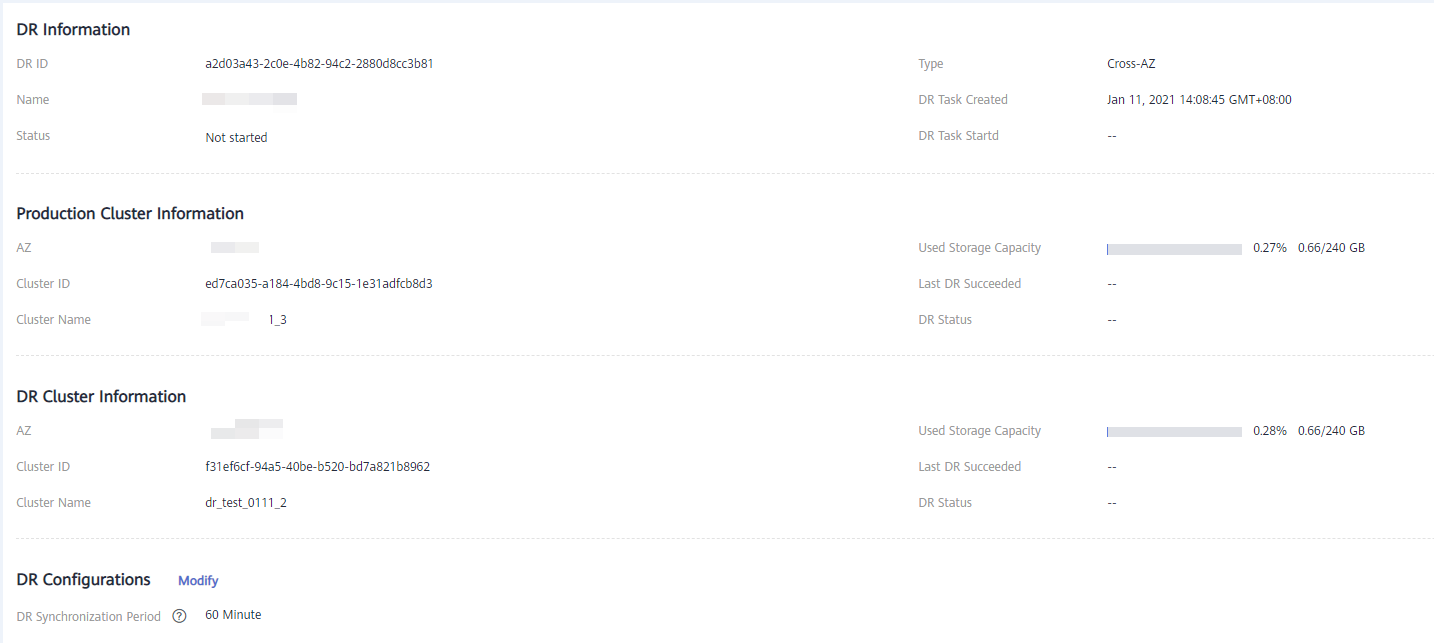 DR Information
DR ID a2d03a43-2c0e-4b82-94c2-2880d8cc3b81 Type Cross-AZ
Name DR Task Created Jan 11, 2021 14:08:45 GMT+08:00
Status Not started DR Task Startd --
Production Cluster Information
AZ Used Storage Capacity 0.27% 0.66/240 GB
Cluster ID ed7ca035-a184-4bd8-9c15-1e31adfcb8d3 Last DR Succeeded --
Cluster Name 1_3 DR Status --
DR Cluster Information
AZ Used Storage Capacity 0.28% 0.66/240 GB
Cluster ID f31ef6cf-94a5-40be-b520-bd7a821b8962 Last DR Succeeded --
Cluster Name dr_test_0111_2 DR Status --
DR Configurations Modify
DR Synchronization Period ? 60 Minute